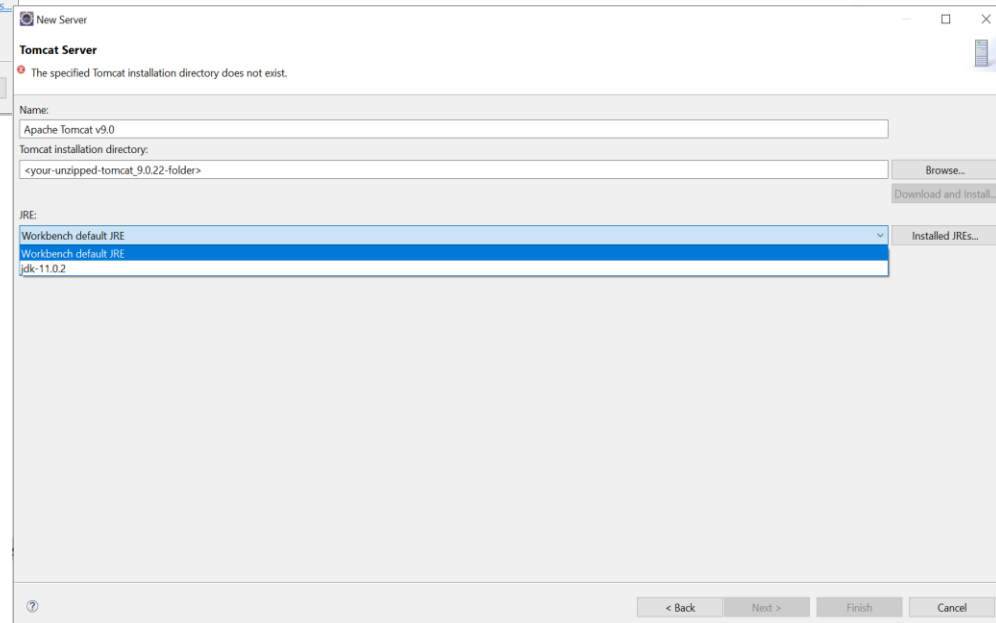 s...
New Server
Tomcat Server
The specified Tomcat installation directory does not exist.
Name:
Apache Tomcat v9.0
Tomcat installation directory:
<your-unzipped-tomcat_9.0.22-folder>
Browse...
Download and Install...
JRE:
Workbench default JRE
Installed JREs...
Workbench default JRE
jdk-11.0.2
?
< Back
Next >
Finish
Cancel